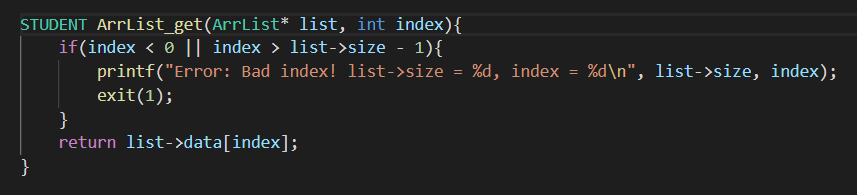 STUDENT ArrList_get(ArrList* list, int index){
    if(index < 0 || index > list->size - 1){
        printf("Error: Bad index! list->size = %d, index = %d\n", list->size, index);
        exit(1);
    }
    return list->data[index];
}